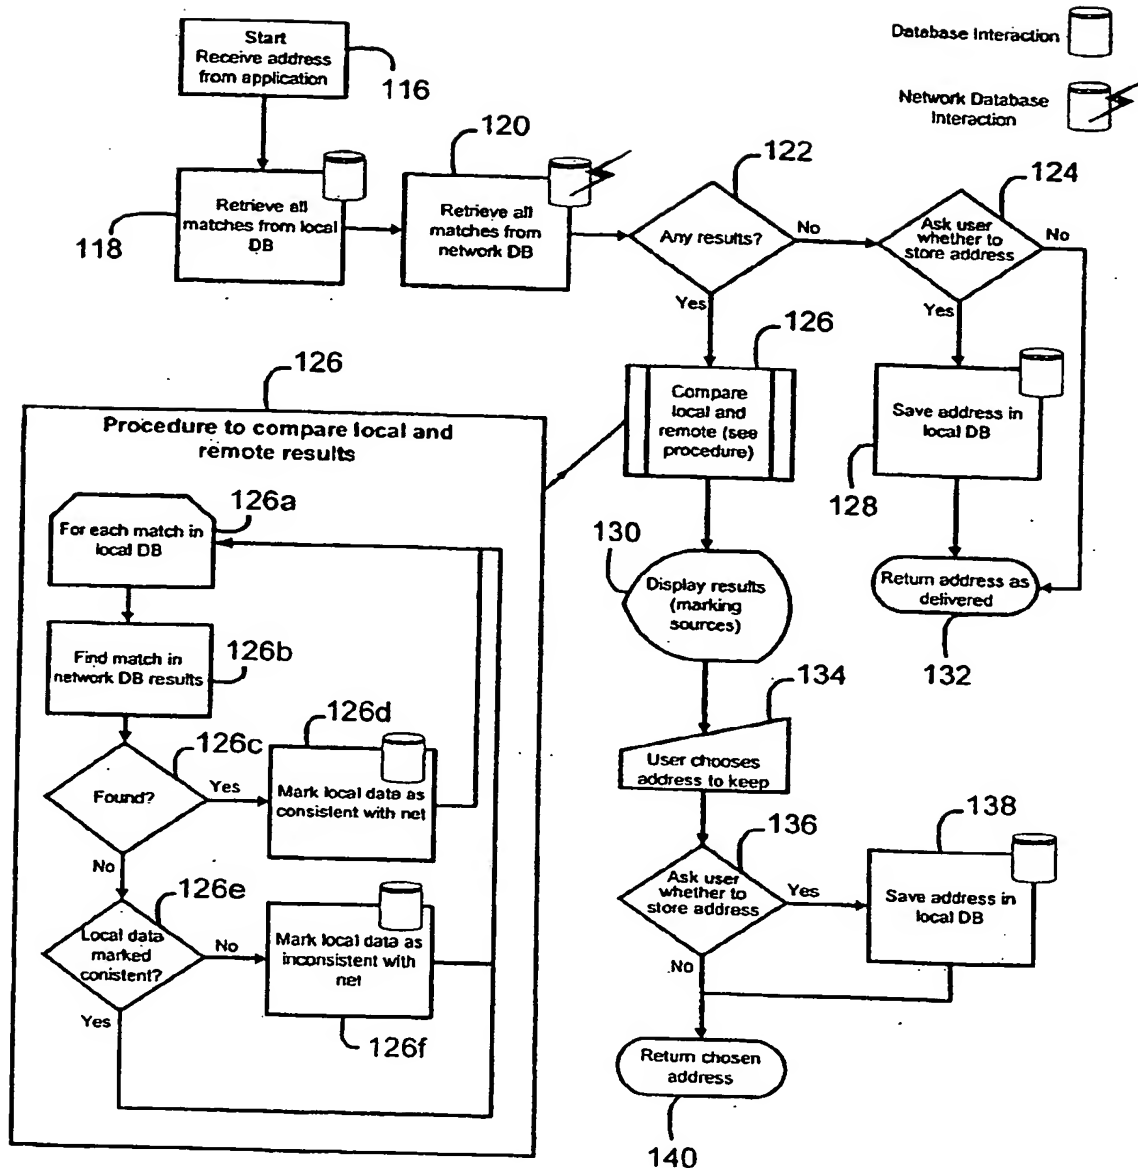 Start
Receive address
from application
116
Database Interaction
Network Database
Interaction
118
Retrieve all
matches from local
DB
120
Retrieve all
matches from
network DB
122
Any results?
No
Yes
124
Ask user
whether to
store address
No
Yes
126
Compare
local and
remote (see
procedure)
Save address in
local DB
128
130
Display results
(marking
sources)
Return address as
delivered
132
134
User chooses
address to keep
136
Ask user
whether to
store address
Yes
No
138
Save address in
local DB
Return chosen
address
140
126
Procedure to compare local and
remote results
126a
For each match in
local DB
126b
Find match in
network DB results
126c
Found?
Yes
No
126d
Mark local data as
consistent with net
126e
Local data
marked
conistent?
No
Yes
Mark local data as
inconsistent with
net
126f